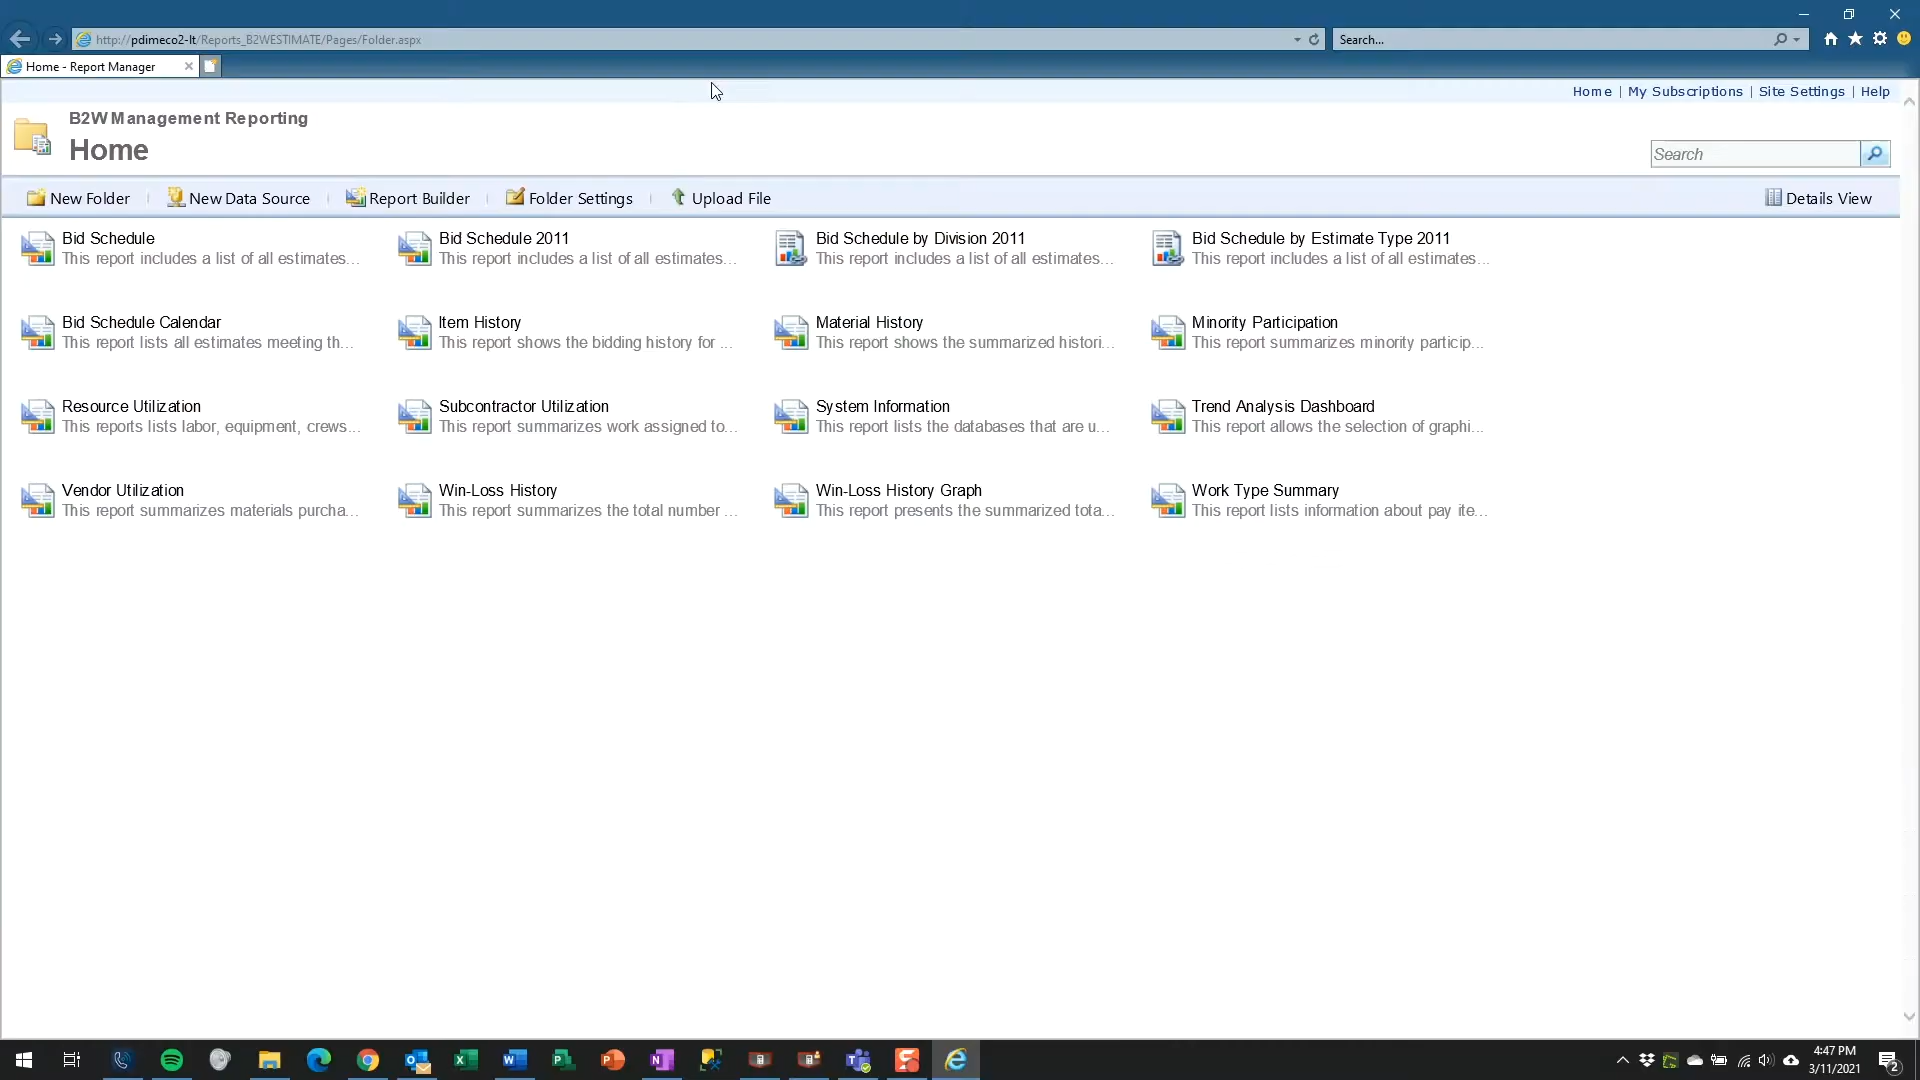 http://pdimeco2-lt/Reports_B2WESTIMATE/Pages/Folder.aspx
Search...
Home - Report Manager
Home | My Subscriptions | Site Settings | Help
B2W Management Reporting
Home
Search
New Folder
New Data Source
Report Builder
Folder Settings
Upload File
Details View
Bid Schedule
This report includes a list of all estimates...
Bid Schedule 2011
This report includes a list of all estimates...
Bid Schedule by Division 2011
This report includes a list of all estimates...
Bid Schedule by Estimate Type 2011
This report includes a list of all estimates...
Bid Schedule Calendar
This report lists all estimates meeting th...
Item History
This report shows the bidding history for ...
Material History
This report shows the summarized histori...
Minority Participation
This report summarizes minority particip...
Resource Utilization
This reports lists labor, equipment, crews...
Subcontractor Utilization
This report summarizes work assigned to...
System Information
This report lists the databases that are u...
Trend Analysis Dashboard
This report allows the selection of graphi...
Vendor Utilization
This report summarizes materials purcha...
Win-Loss History
This report summarizes the total number ...
Win-Loss History Graph
This report presents the summarized tota...
Work Type Summary
This report lists information about pay ite...
4:47 PM
3/11/2021
2